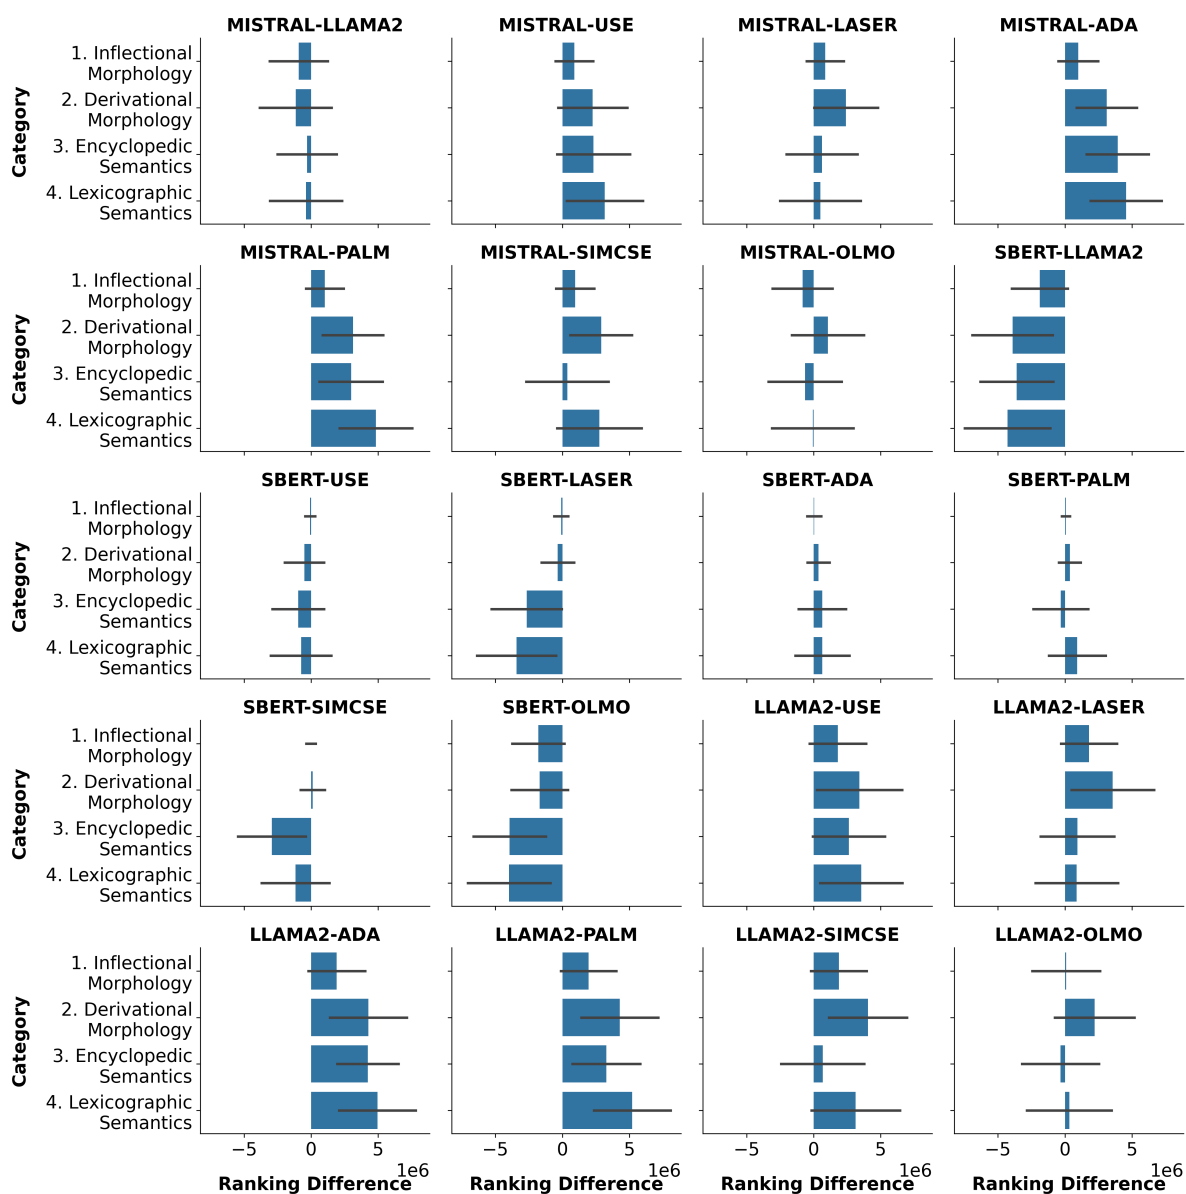 MISTRAL-LLAMA2 MISTRAL-USE MISTRAL-LASER MISTRAL-ADA
Category
1. Inflectional
Morphology
2. Derivational
Morphology
3. Encyclopedic
Semantics
4. Lexicographic
Semantics
MISTRAL-PALM MISTRAL-SIMCSE MISTRAL-OLMO SBERT-LLAMA2
Category
1. Inflectional
Morphology
2. Derivational
Morphology
3. Encyclopedic
Semantics
4. Lexicographic
Semantics
SBERT-USE SBERT-LASER SBERT-ADA SBERT-PALM
Category
1. Inflectional
Morphology
2. Derivational
Morphology
3. Encyclopedic
Semantics
4. Lexicographic
Semantics
SBERT-SIMCSE SBERT-OLMO LLAMA2-USE LLAMA2-LASER
Category
1. Inflectional
Morphology
2. Derivational
Morphology
3. Encyclopedic
Semantics
4. Lexicographic
Semantics
LLAMA2-ADA LLAMA2-PALM LLAMA2-SIMCSE LLAMA2-OLMO
Category
1. Inflectional
Morphology
2. Derivational
Morphology
3. Encyclopedic
Semantics
4. Lexicographic
Semantics
−5 0 5 −5 0 5 −5 0 5 −5 0 5
1e6 1e6 1e6 1e6
Ranking Difference Ranking Difference Ranking Difference Ranking Difference